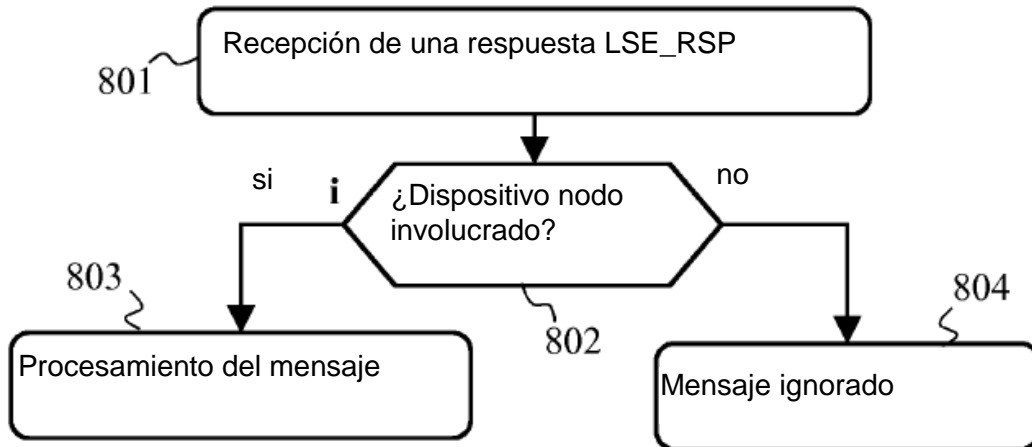 Recepción de una respuesta LSE_RSP
801
si
i
¿Dispositivo nodo
involucrado?
no
803
802
804
Procesamiento del mensaje
Mensaje ignorado